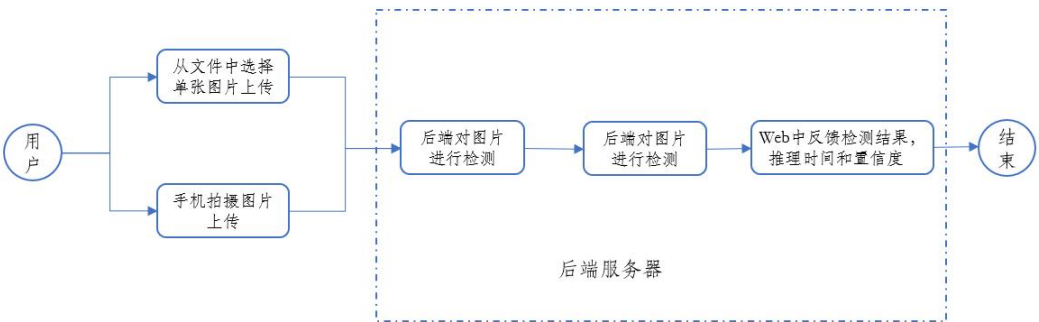 用
户
从文件中选择
单张图片上传
手机拍摄图片
上传
后端对图片
进行检测
后端对图片
进行检测
Web中反馈检测结果，
推理时间和置信度
结
束
后端服务器